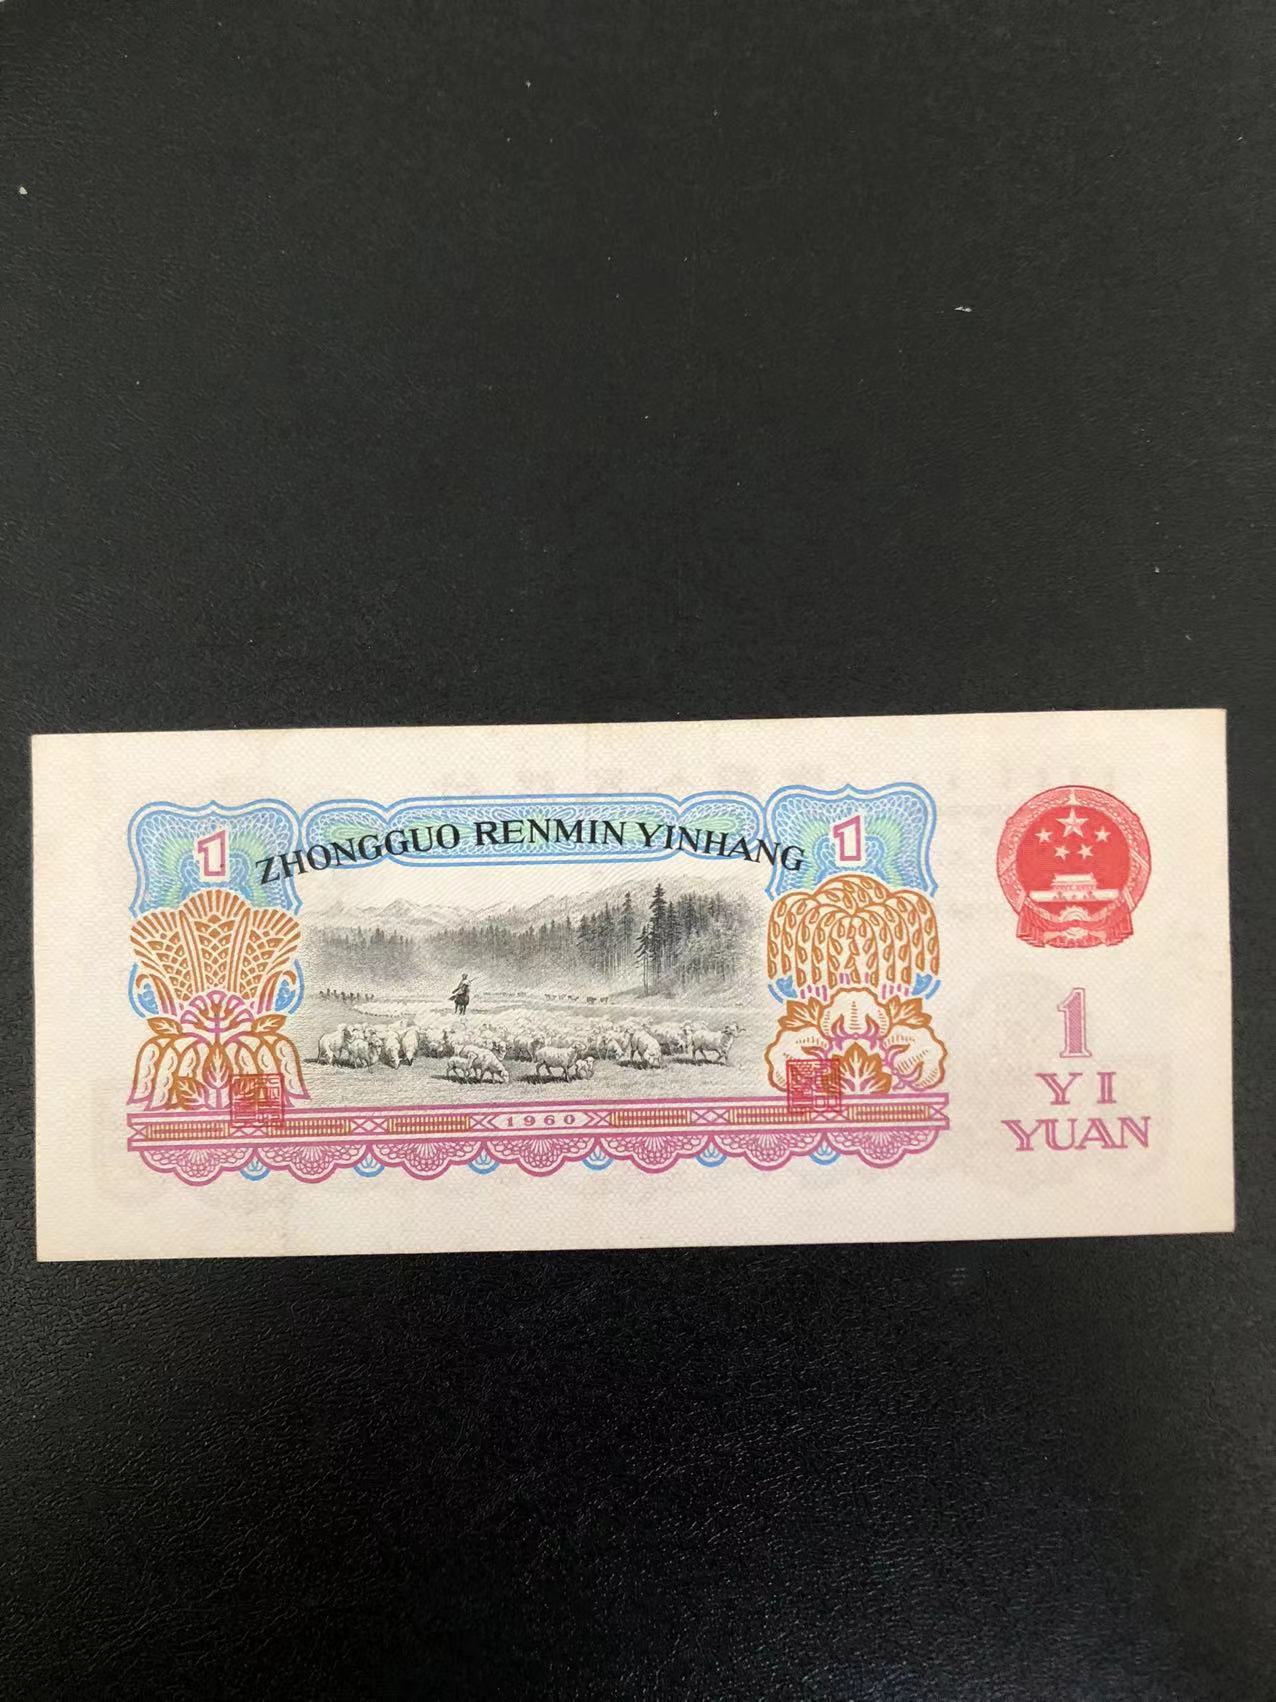 1
ZHONGGUO RENMIN YINHANG
1
1960
1
YI
YUAN